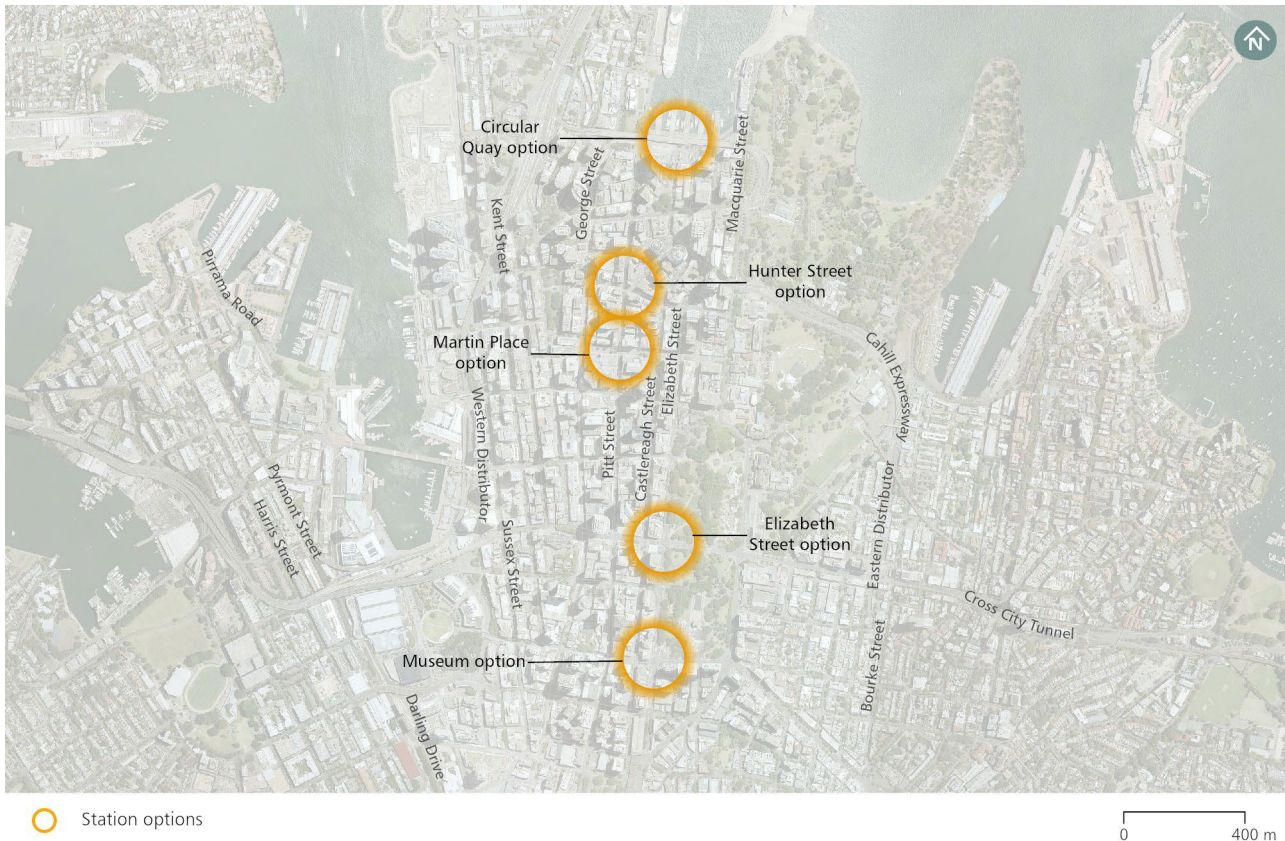 N
Circular
Quay option
Macquarie Street
George Street
Kent Street
Pirrama Road
Hunter Street
option
Martin Place
option
Elizabeth Street
Cahill Expressway
Western Distributor
Castlereagh Street
Pitt Street
Pyrmont Street
Harris Street
Elizabeth
Street option
Eastern Distributor
Sussex Street
Cross City Tunnel
Museum option
Bourke Street
Darling Drive
Station options
0
400 m